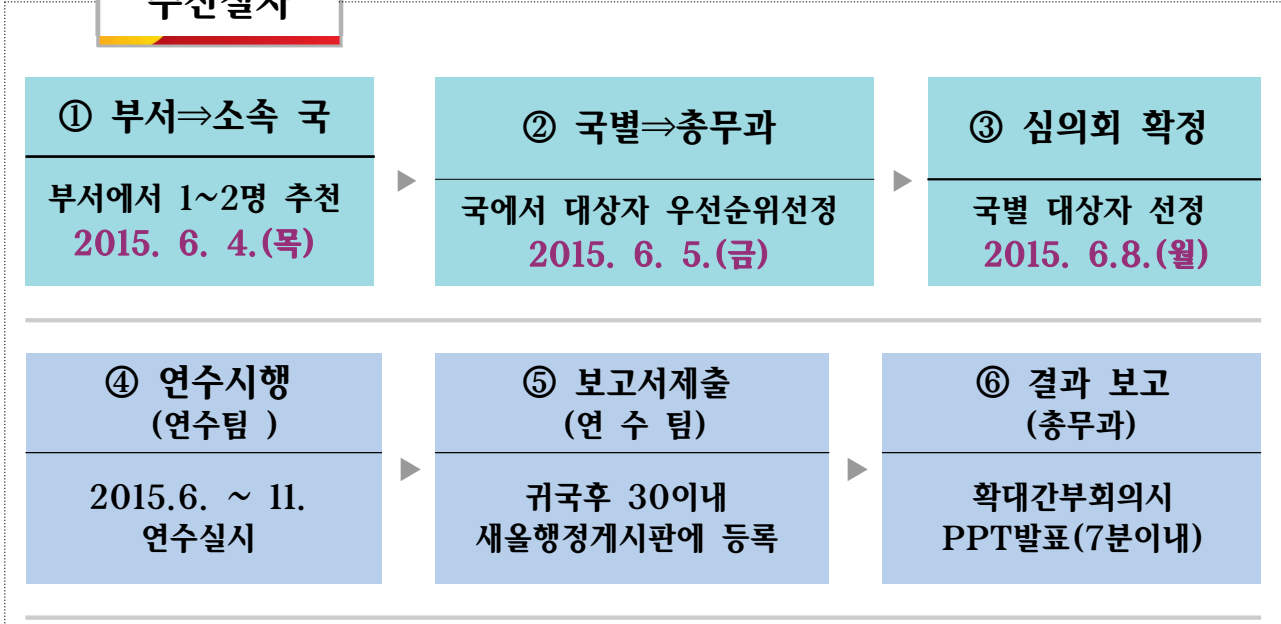 ① 부서⇒소속 국
부서에서 1~2명 추천
2015. 6. 4.(목)
② 국별⇒총무과
국에서 대상자 우선순위선정
2015. 6. 5.(금)
③ 심의회 확정
국별 대상자 선정
2015. 6.8.(월)
④ 연수시행
(연수팀 )
2015.6. ~ 11.
연수실시
⑤ 보고서제출
(연 수 팀)
귀국후 30이내
새올행정게시판에 등록
⑥ 결과 보고
(총무과)
확대간부회의시
PPT발표(7분이내)